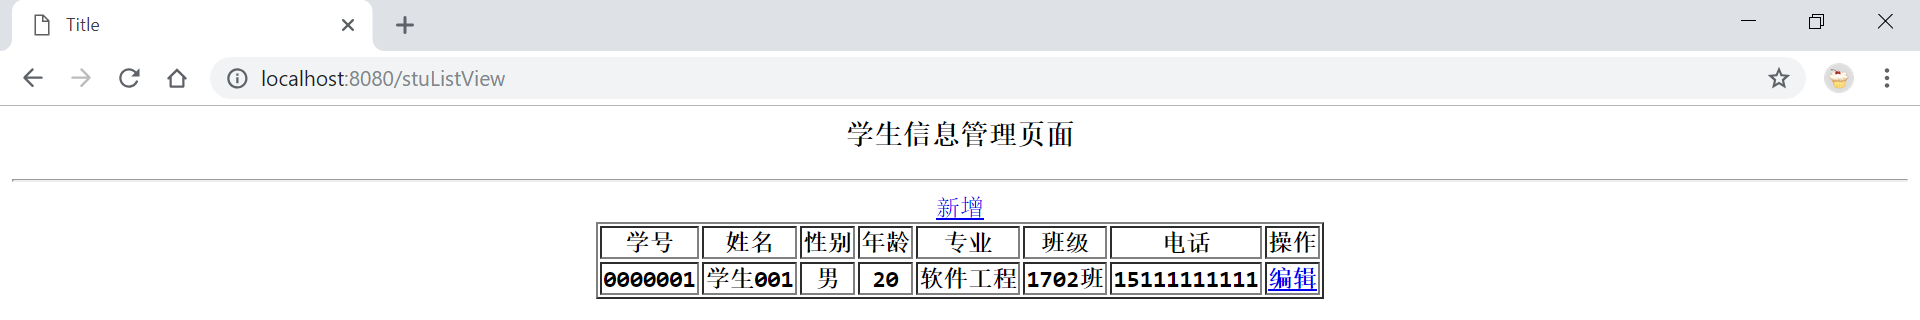 Title
localhost:8080/stuListView
学生信息管理页面
新增
学号 姓名 性别 年龄 专业 班级 电话 操作
0000001 学生001 男 20 软件工程 1702班 15111111111 编辑